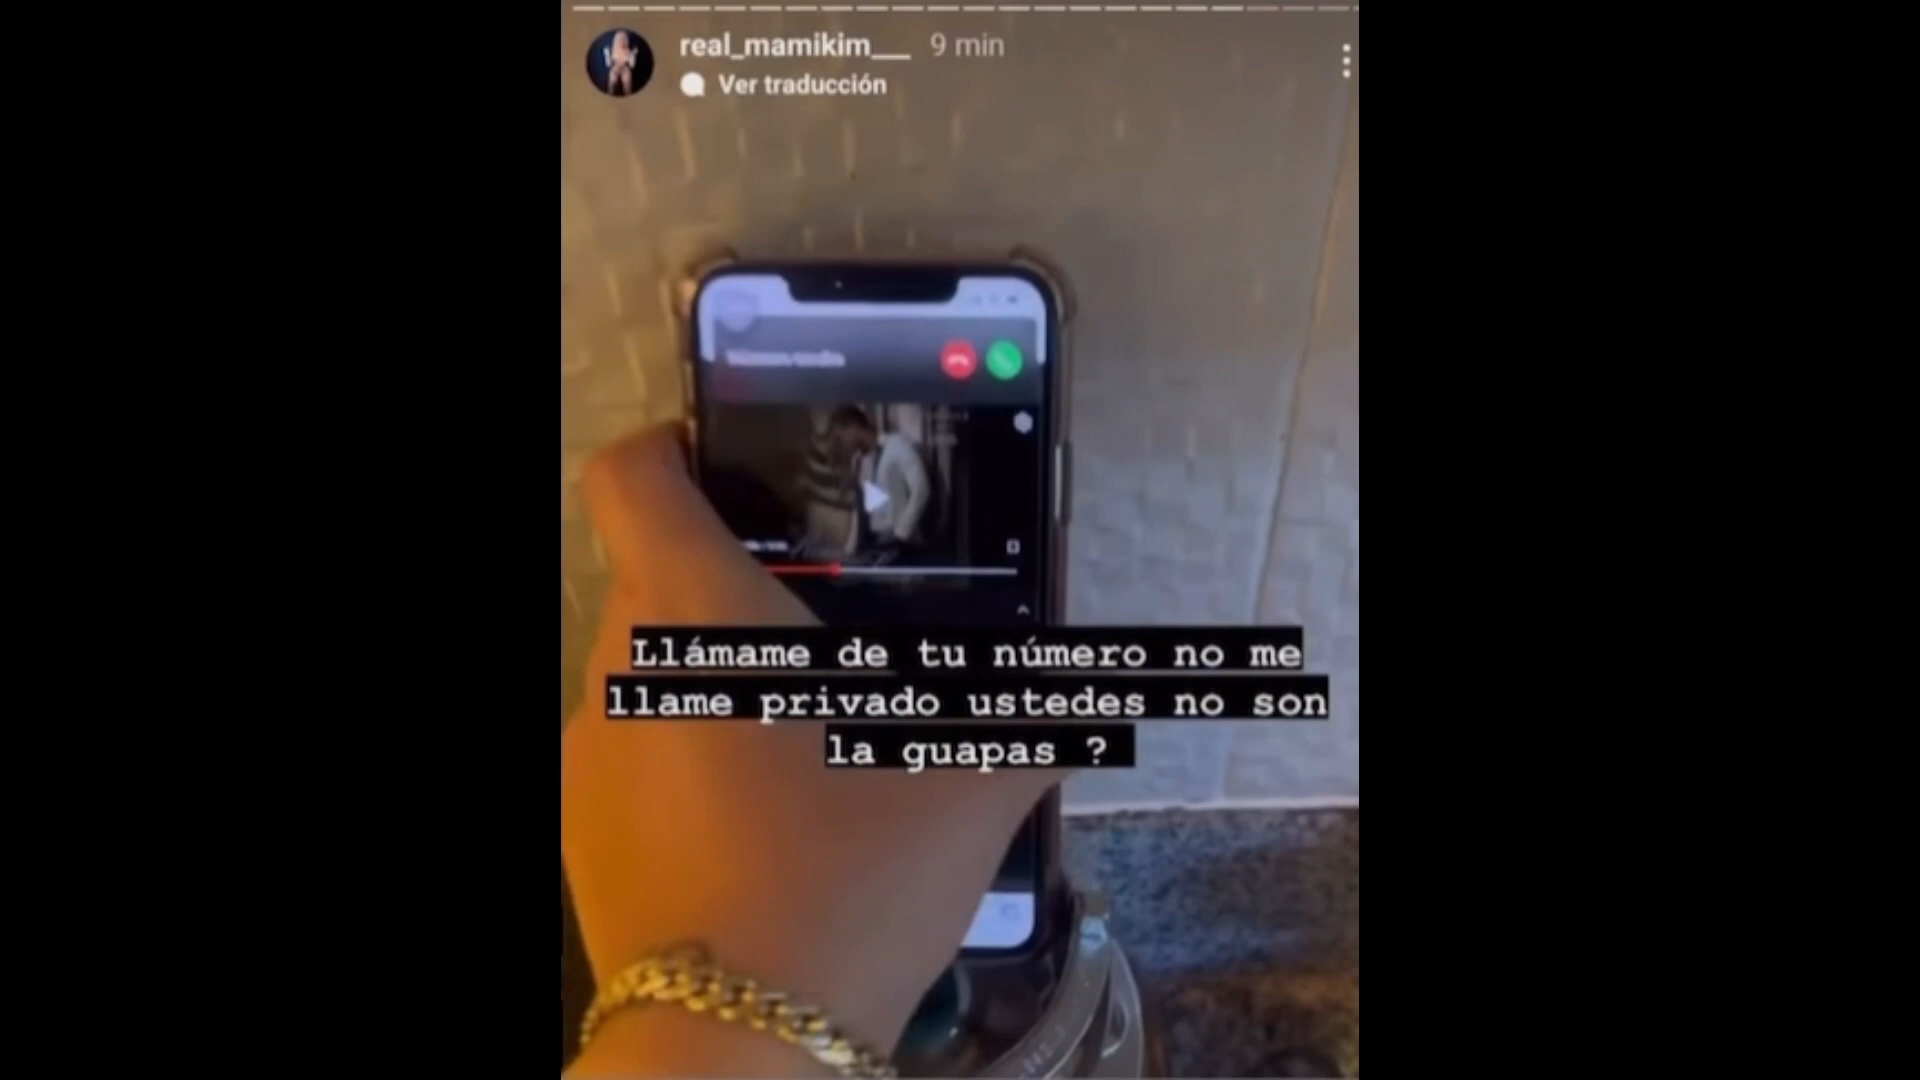 real_mamikim__ 9 min
Ver traducción
Llámame de tu número no me
llame privado ustedes no son
la guapas ?